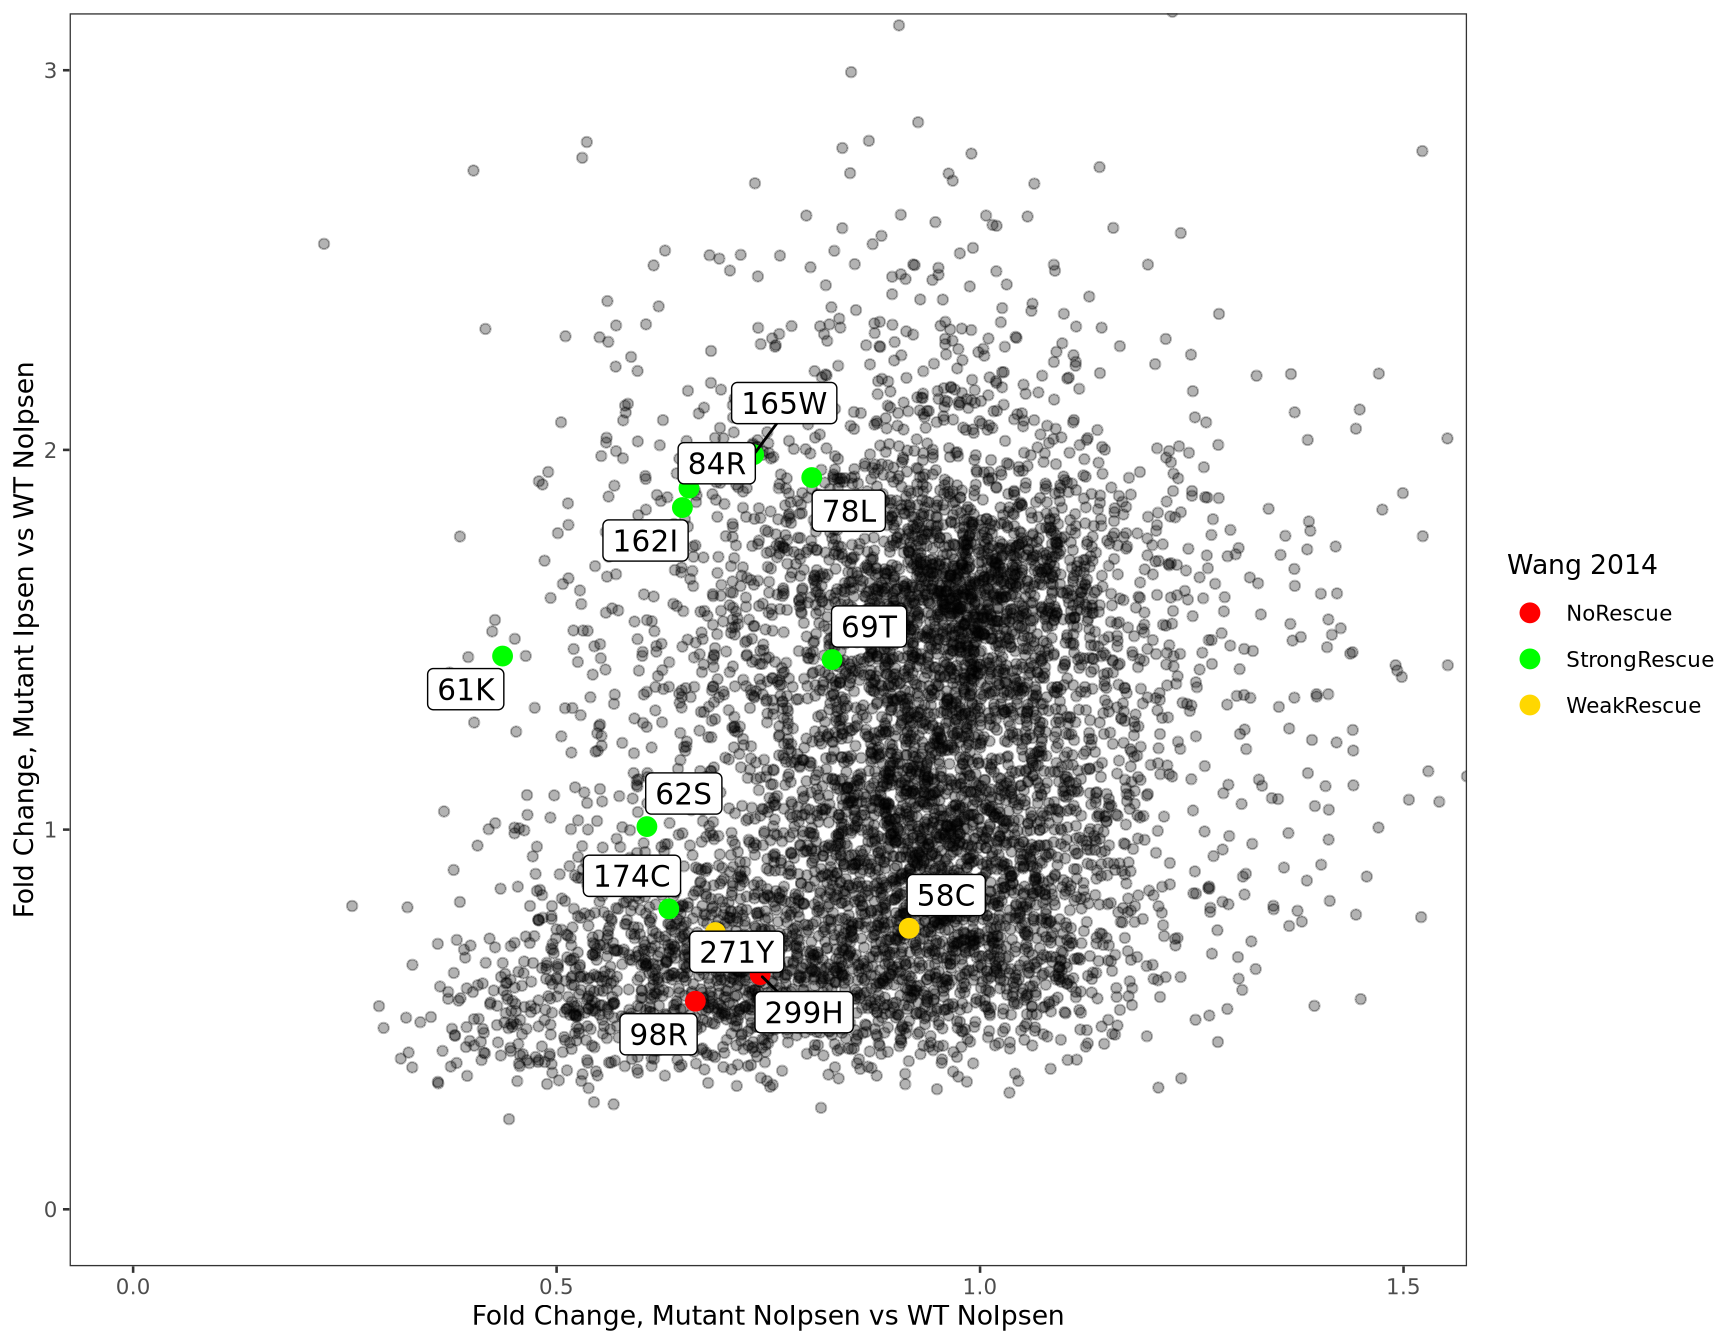 3
2
1
0
0.0
0.5
1.0
1.5
Fold Change, Mutant Ipsen vs WT NoIpsen
Fold Change, Mutant NoIpsen vs WT NoIpsen
165W
84R
78L
162I
69T
61K
62S
174C
58C
271Y
299H
98R
Wang 2014
NoRescue
StrongRescue
WeakRescue